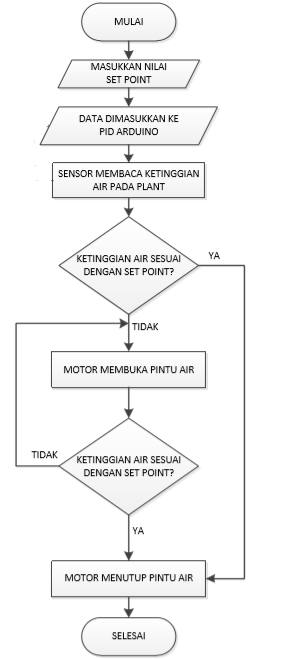 MULAI
MASUKKAN NILAI
SET POINT
DATA DIMASUKKAN KE
PID ARDUINO
SENSOR MEMBACA KETINGGIAN
AIR PADA PLANT
KETINGGIAN AIR SESUAI
DENGAN SET POINT?
YA
TIDAK
MOTOR MEMBUKA PINTU AIR
KETINGGIAN AIR SESUAI
DENGAN SET POINT?
TIDAK
YA
MOTOR MENUTUP PINTU AIR
SELESAI